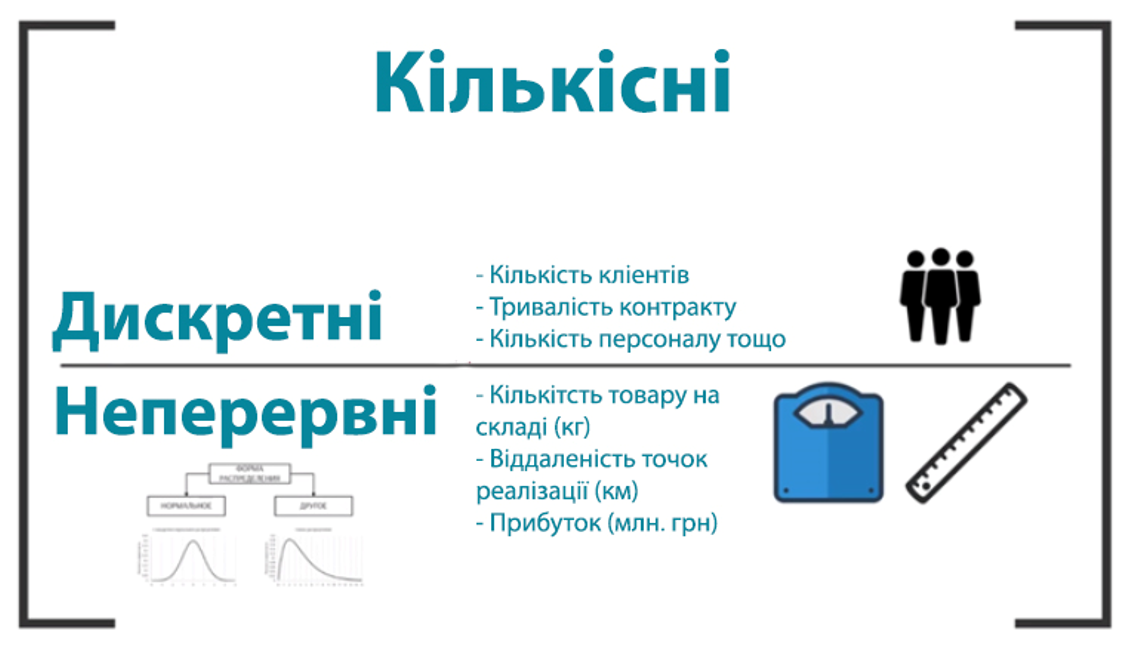 Кількісні
Дискретні
- Кількість клієнтів
- Тривалість контракту
- Кількість персоналу тощо
Неперервні
- Кількітсть товару на
складі (кг)
- Віддаленість точок
реалізації (км)
- Прибуток (млн. грн)
ФОРМА
РАСПРЕДЕЛЕНИЯ
НОРМАЛЬНОЕ
ДРУГОЕ